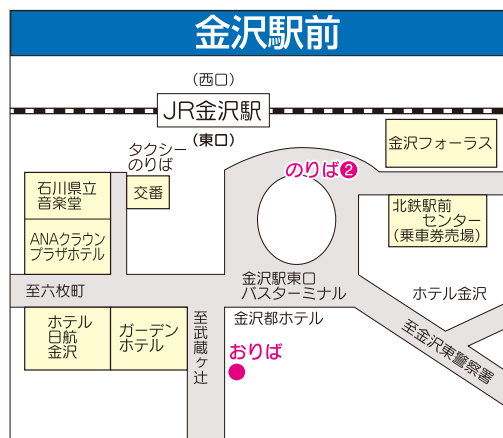 金沢駅前
（西口）
JR金沢駅
（東口）
タクシー
のりば
金沢フォーラス
のりば❷
石川県立
音楽堂
交番
北鉄駅前
センター
（乗車券売場）
ANAクラウン
プラザホテル
金沢駅東口
バスターミナル
至六枚町
ホテル金沢
ホテル
日航
金沢
ガーデン
ホテル
至武蔵ヶ辻
金沢都ホテル
至金沢東警察署
おりば